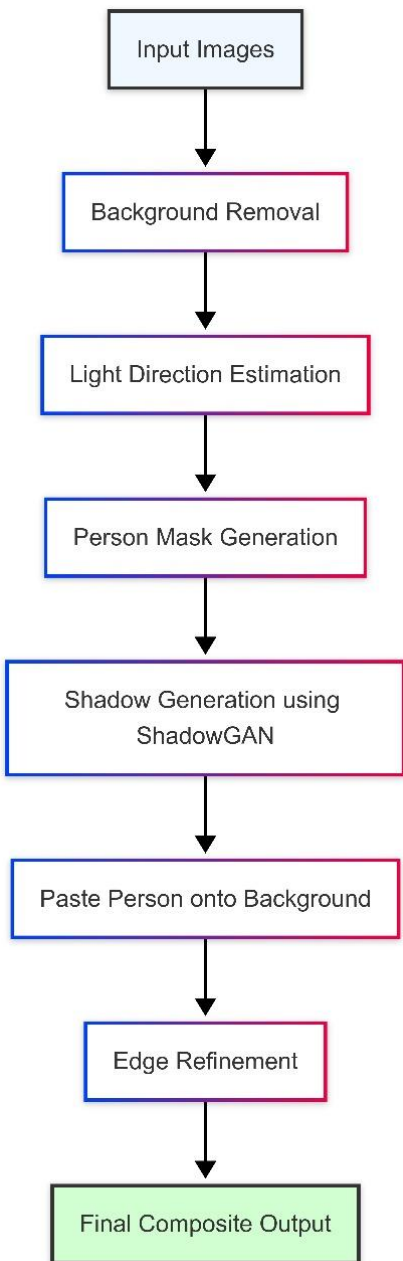 Input Images
Background Removal
Light Direction Estimation
Person Mask Generation
Shadow Generation using
ShadowGAN
Paste Person onto Background
Edge Refinement
Final Composite Output